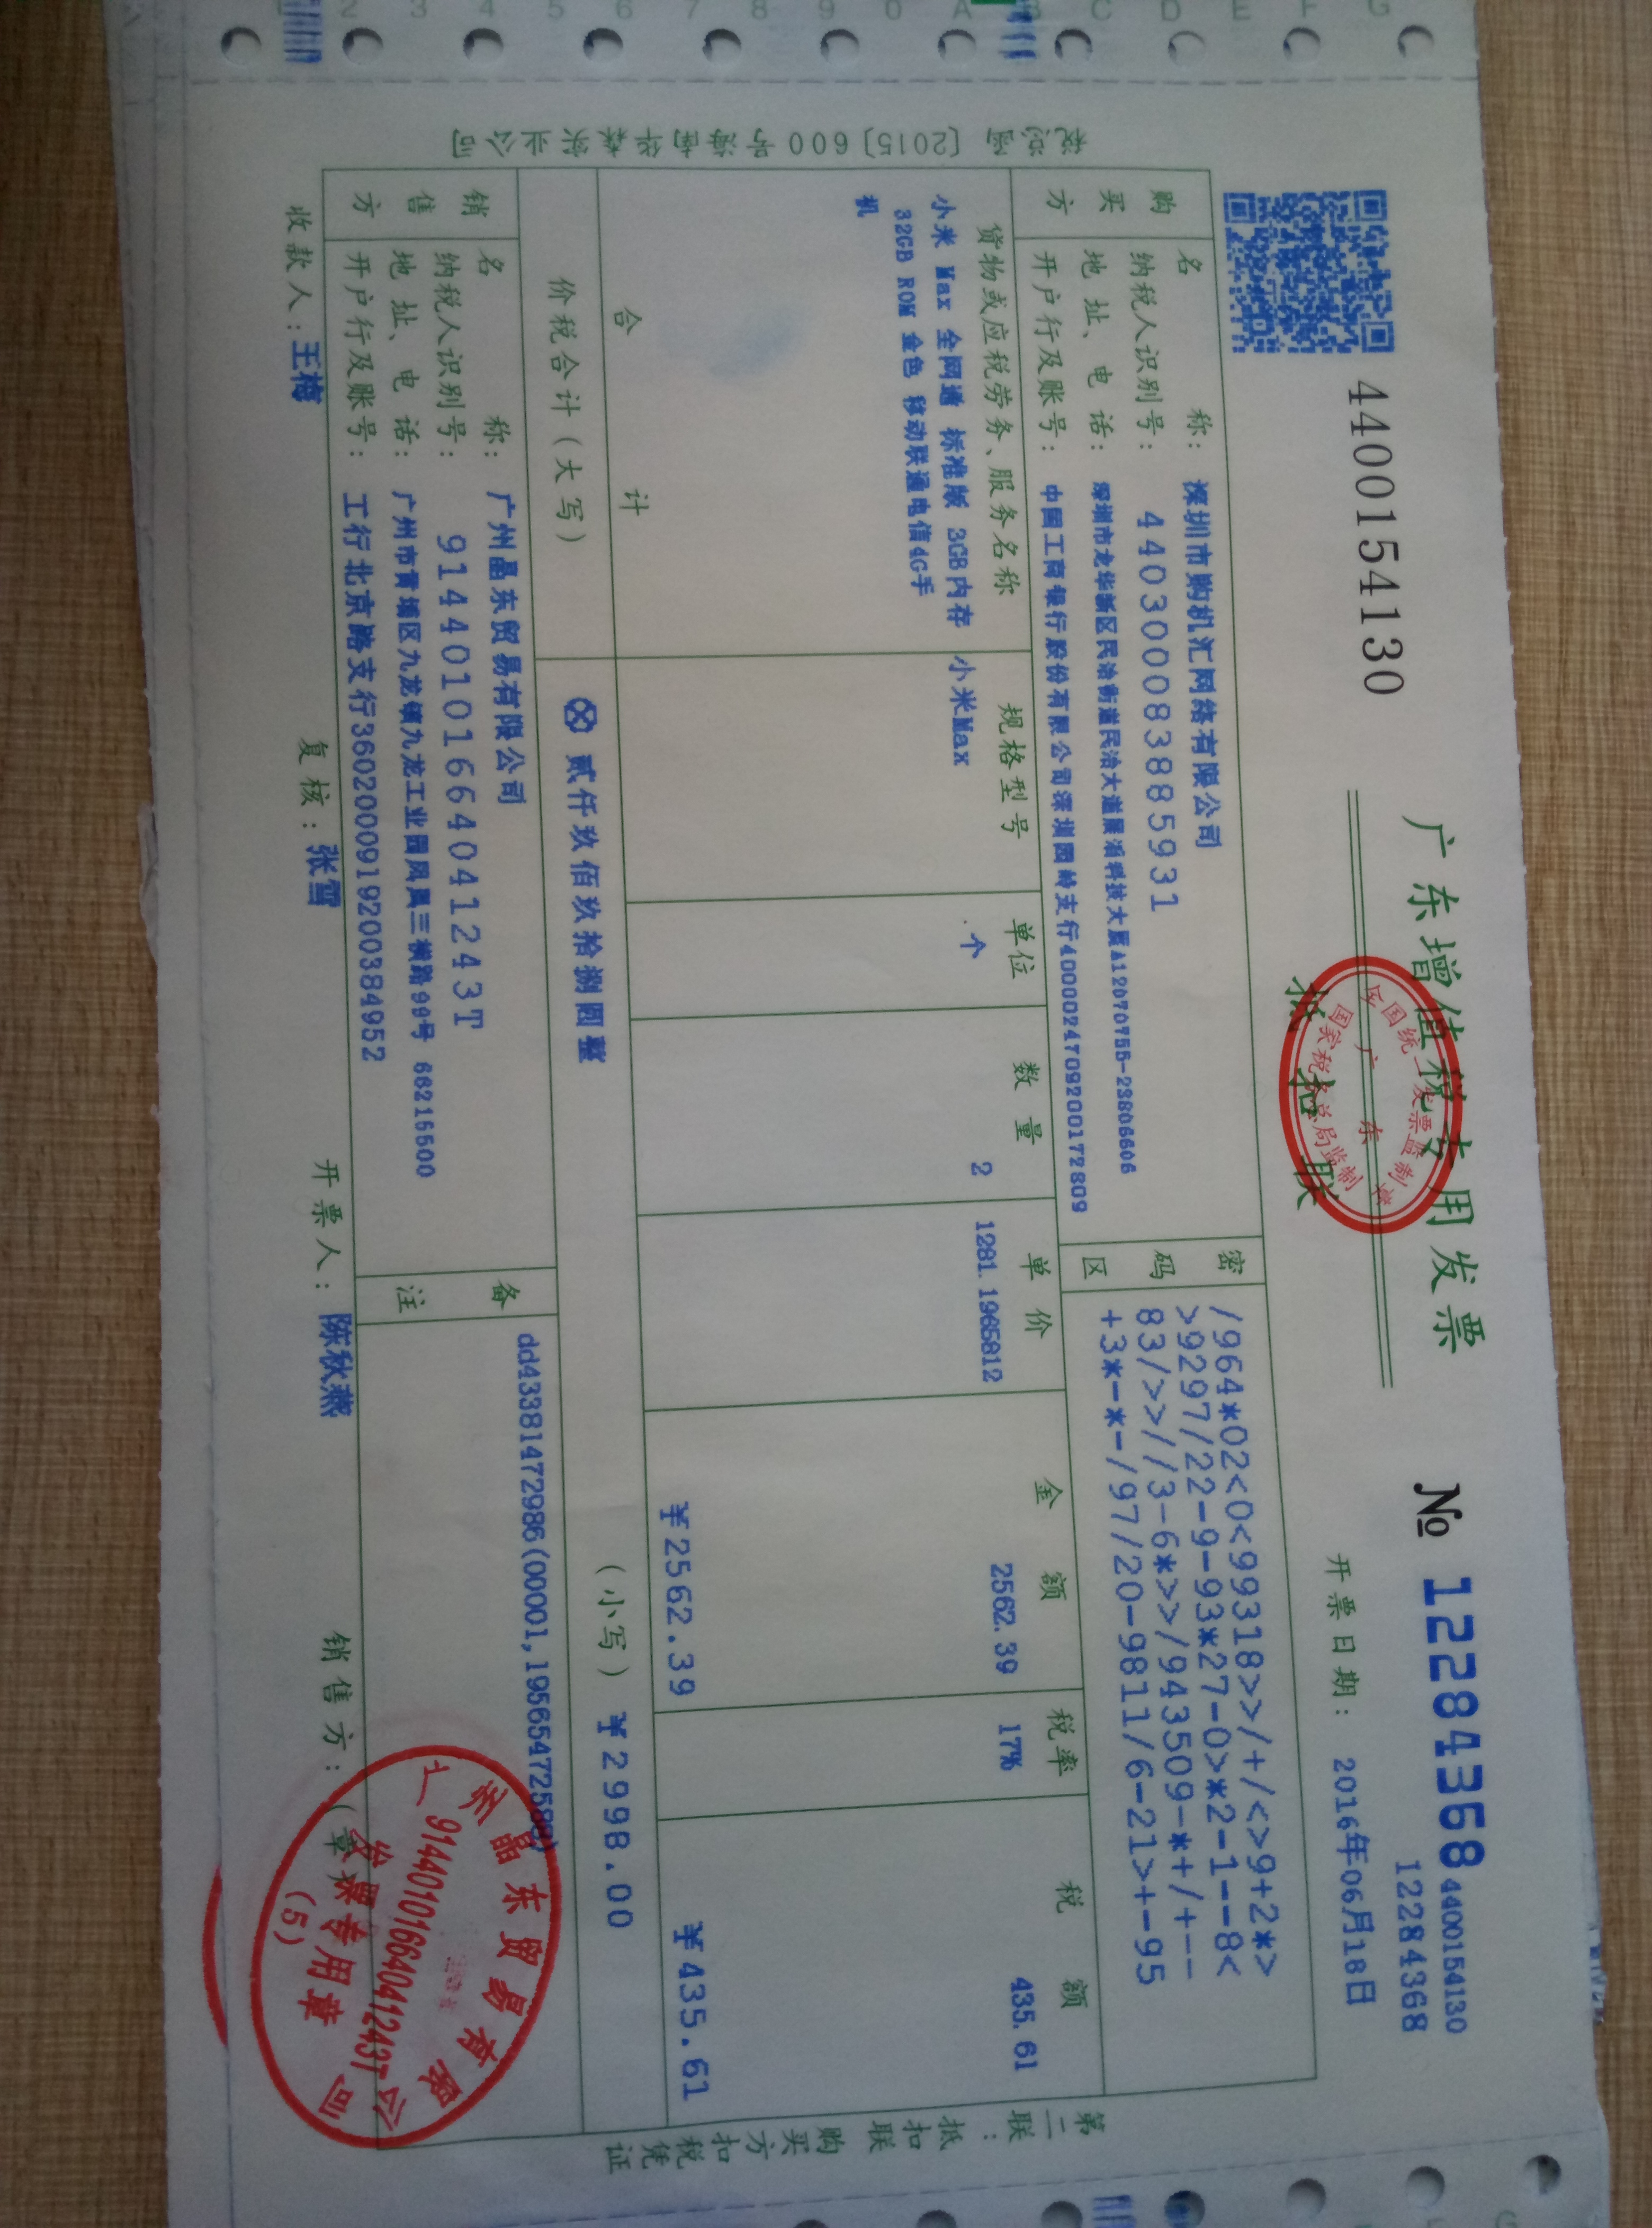 4400154130
广东增值税专用发票
抵扣联
№ 12284368
4400154130
12284368
开票日期: 2016年06月18日
全国统一发票监制章
广东
国家税务总局监制
税总函[2015]600号海南华森实业公司
购买方
名称: 深圳市购机汇网络有限公司
纳税人识别号: 440300083885931
地址、电话: 深圳市龙华新区民治街道民治大道展滔科技大厦A12070755-23806606
开户行及账号: 中国工商银行股份有限公司深圳园岭支行4000024709200172809
密码区
/964*02<0<99318>>/+/<>9+2*>
>9297/22-9-93*27-0>*2-1--8<
83/>>//3-6*>>/943509-*+/+--
+3*-*-/97/20-9811/6-21>+-95
货物或应税劳务、服务名称 规格型号 单位 数量 单价 金额 税率 税额
小米 Max 全网通 标准版 3GB内存 小米Max 个 2 1281.1965812 2562.39 17% 435.61
32GB ROM 金色 移动联通电信4G手
机
合计 ¥2562.39 ¥435.61
价税合计(大写) ⊗ 贰仟玖佰玖拾捌圆整 (小写) ¥2998.00
销售方
名称: 广州晶东贸易有限公司
纳税人识别号: 91440101664041243T
地址、电话: 广州市黄埔区九龙镇九龙工业园凤凰三横路99号 66215500
开户行及账号: 工行北京路支行3602000919200384952
备注
dd43381472986(00001,19565472588)
收款人: 王梅 复核: 张雪 开票人: 陈秋燕 销售方: (章)
广州晶东贸易有限公司
91440101664041243T
发票专用章
(5)
第二联: 抵扣联 购买方扣税凭证